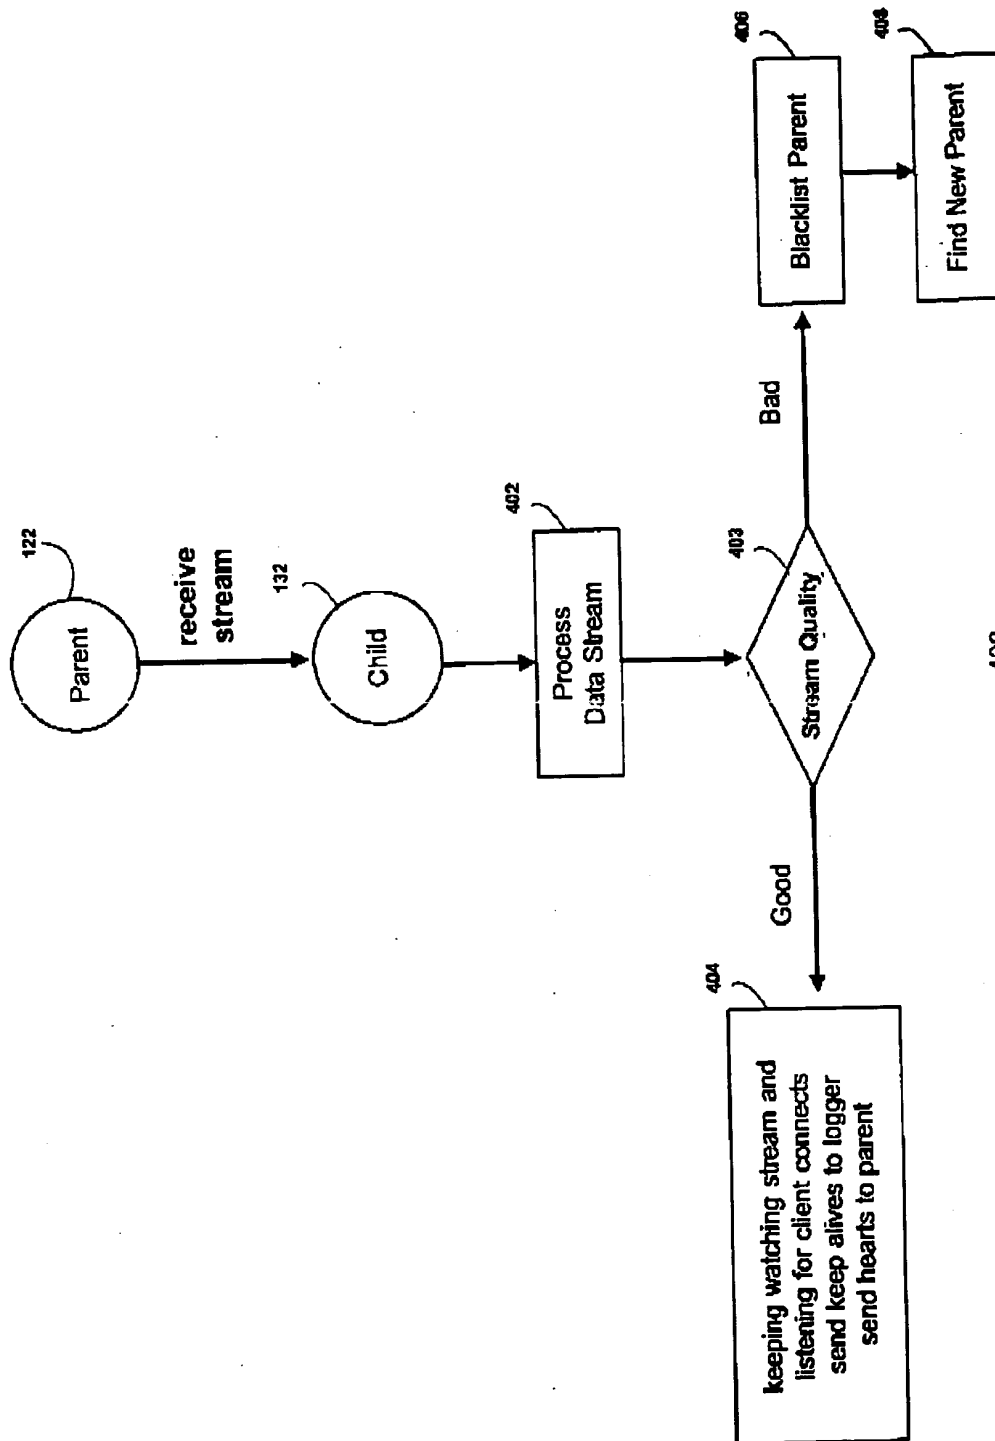 122
Parent
receive
stream
132
Child
402
Process
Data Stream
403
Stream Quality
Good
Bad
404
keeping watching stream and
listening for client connects
send keep alives to logger
send hearts to parent
406
Blacklist Parent
408
Find New Parent